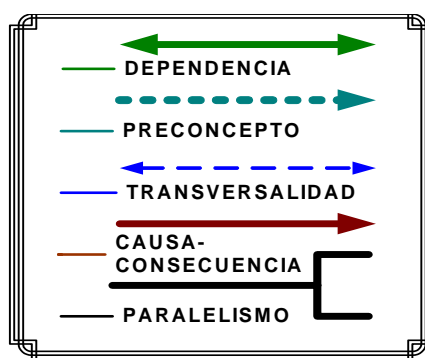 DEPENDENCIA
PRECONCEPTO
TRANSVERSALIDAD
CAUSA-
CONSECUENCIA
PARALELISMO